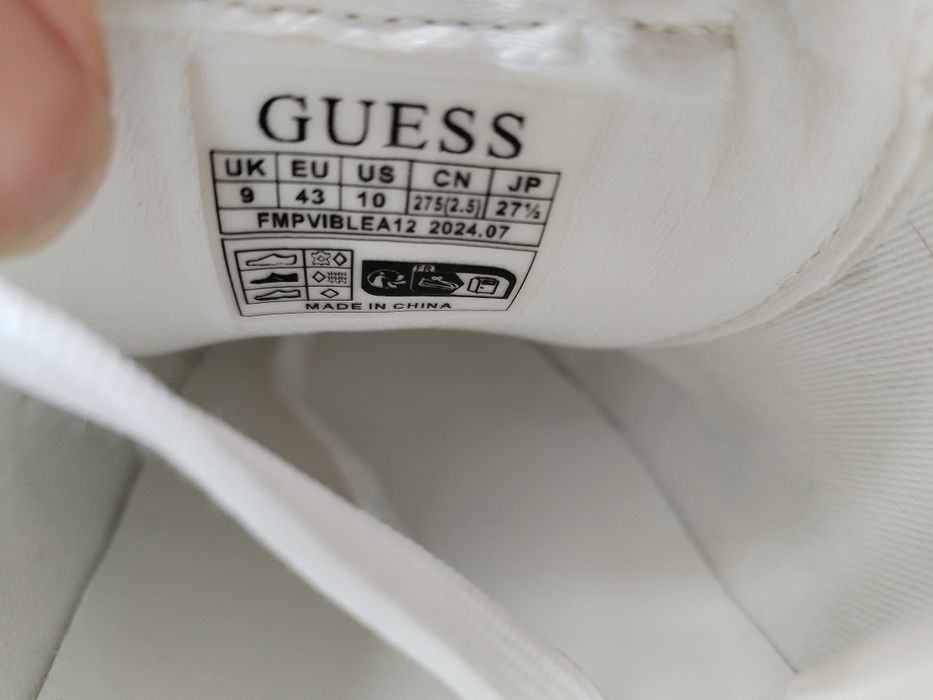 GUESS
UK EU US CN JP
9 43 10 275(2.5) 27½
FMPVIBLEA12 2024.07
FR
MADE IN CHINA